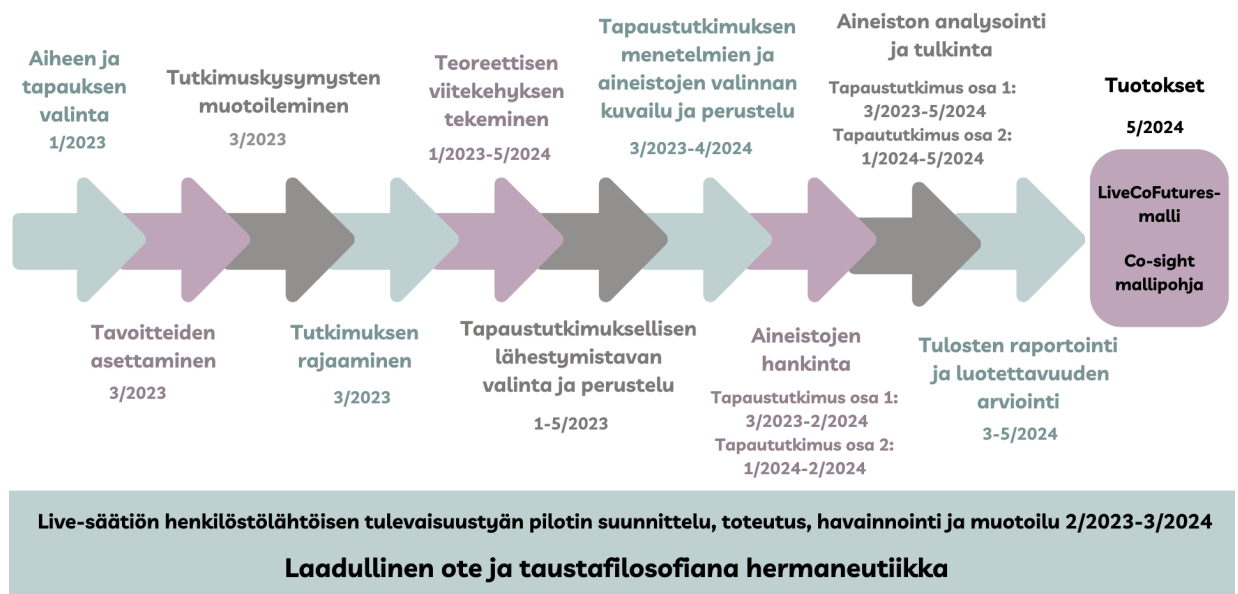 Aiheen ja
tapauksen
valinta
1/2023
Tavoitteiden
asettaminen
3/2023
Tutkimuskysymysten
muotoileminen
3/2023
Tutkimuksen
rajaaminen
3/2023
Teoreettisen
viitekehyksen
tekeminen
1/2023-5/2024
Tapaustutkimuksellisen
lähestymistavan
valinta ja perustelu
1-5/2023
Tapaustutkimuksen
menetelmien ja
aineistojen valinnan
kuvailu ja perustelu
3/2023-4/2024
Aineistojen
hankinta
Tapaustutkimus osa 1:
3/2023-2/2024
Tapaututkimus osa 2:
1/2024-2/2024
Aineiston analysointi
ja tulkinta
Tapaustutkimus osa 1:
3/2023-5/2024
Tapaututkimus osa 2:
1/2024-5/2024
Tulosten raportointi
ja luotettavuuden
arviointi
3-5/2024
Tuotokset
5/2024
LiveCoFutures-
malli
Co-sight
mallipohja
Live-säätiön henkilöstölähtöisen tulevaisuustyän pilotin suunnittelu, toteutus, havainnointi ja muotoilu 2/2023-3/2024
Laadullinen ote ja taustafilosofiana hermaneutiikka